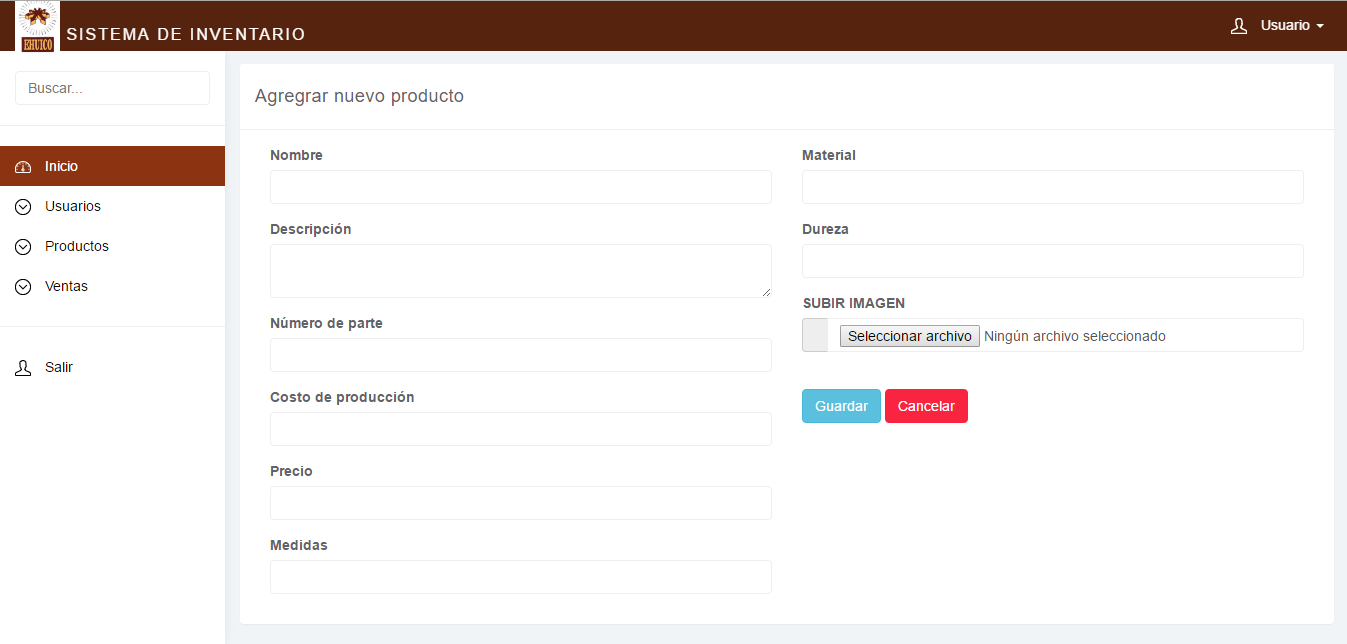 EHUICO
SISTEMA DE INVENTARIO
Usuario
Buscar...
Inicio
Usuarios
Productos
Ventas
Salir
Agregrar nuevo producto
Nombre
Descripción
Número de parte
Costo de producción
Precio
Medidas
Material
Dureza
SUBIR IMAGEN
Seleccionar archivo Ningún archivo seleccionado
Guardar Cancelar